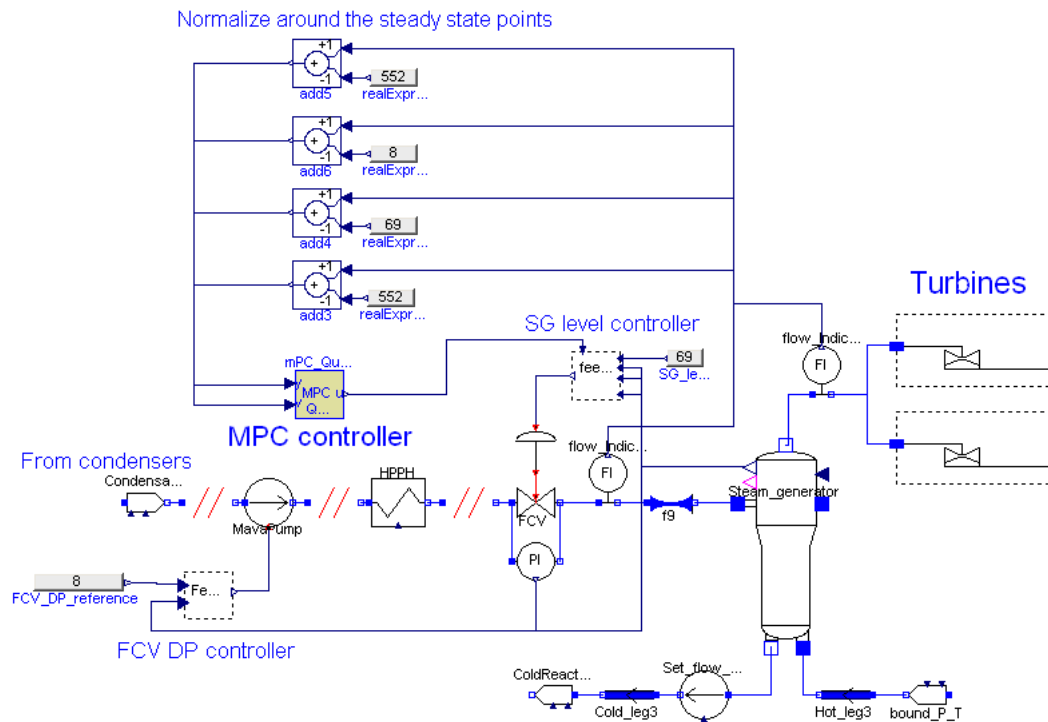 Normalize around the steady state points
+1
+
-1
552
add5
realExpr...
+1
+
-1
8
add6
realExpr...
+1
+
-1
69
add4
realExpr...
+1
+
-1
552
add3
realExpr...
Turbines
SG level controller
flow_Indic...
FI
mPC_Qu...
MPC u
Q...
fee...
69
SG_le...
MPC controller
flow_Indic...
FI
From condensers
Condensa...
HPPH
Steam_generator
MavaPump
FCV
f9
PI
8
FCV_DP_reference
Fe...
FCV DP controller
ColdReact...
Set_flow_...
Cold_leg3
Hot_leg3
bound_P_T